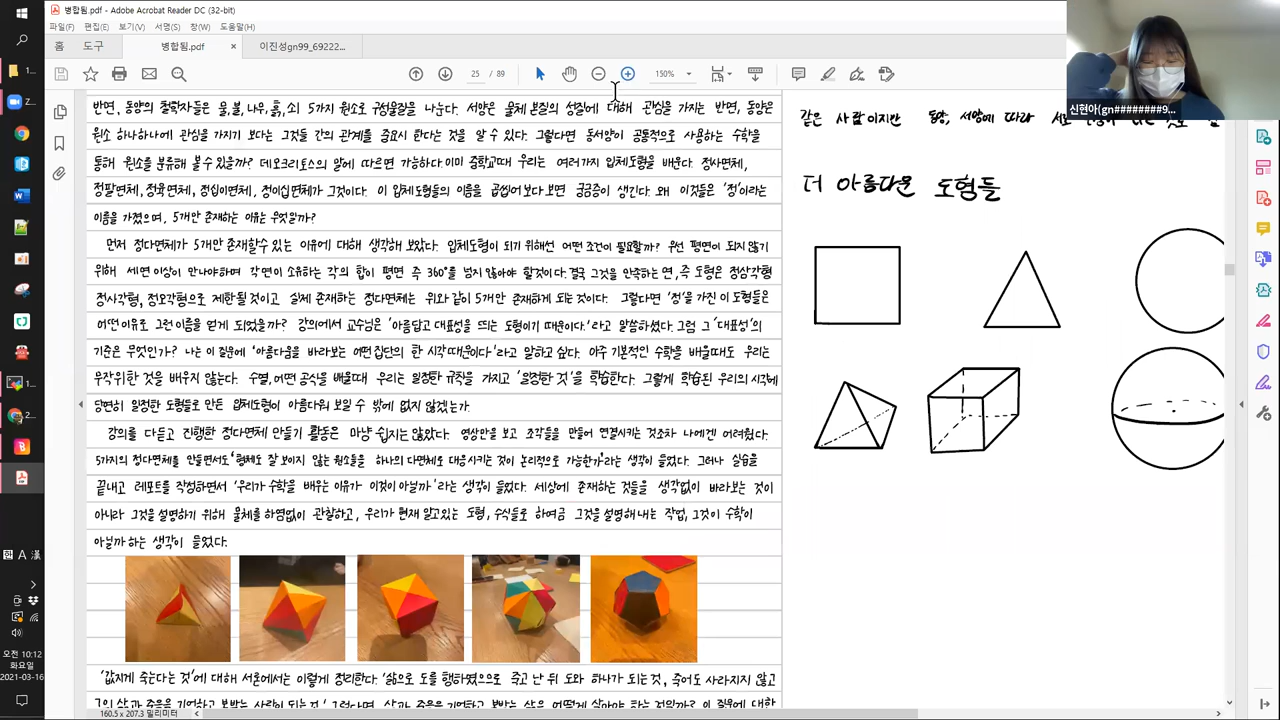 병합됨.pdf - Adobe Acrobat Reader DC (32-bit)
파일(F) 편집(E) 보기(V) 서명(S) 창(W) 도움말(H)
홈 도구 병합됨.pdf × 이진성gn99_69222...
25 / 89 150%
신현아(gn########9...
반면, 동양의 철학자들은 물, 불, 나무, 흙, 쇠 5가지 원소로 구성물질을 나눈다. 서양은 물체 본질의 성질에 대해 관심을 가지는 반면, 동양은
원소 하나하나에 관심을 가지기 보다는 그것들 간의 관계를 중요시 한다는 것을 알 수 있다. 그렇다면 동서양이 공통적으로 사용하는 수학을
통해 원소를 분류해 볼 수 있을까? 데모크리토스의 말에 따르면 가능하다. 이미 중학교때 우리는 여러가지 입체도형을 배운다. 정사면체,
정팔면체, 정육면체, 정십이면체, 정이십면체가 그것이다. 이 입체도형들의 이름을 곱씹어 보다보면 궁금증이 생긴다. 왜 이것들은 '정'이라는
이름을 가졌으며, 5개만 존재하는 이유는 무엇일까?
먼저 정다면체가 5개만 존재할수 있는 이유에 대해 생각해 보았다. 입체도형이 되기 위해선 어떤 조건이 필요할까? 우선 평면이 되지 않기
위해 세 면 이상이 만나야하며 각 면이 소유하는 각의 합이 평면 즉 360°를 넘지 않아야 할것이다. 결국 그것을 만족하는 면, 즉 도형은 정삼각형
정사각형, 정오각형으로 제한될 것이고 실제 존재하는 정다면체는 위와 같이 5개만 존재하게 되는것이다. 그렇다면 '정'을 가진 이 도형들은
어떤 이유로 그런 이름을 얻게 되었을까? 강의에서 교수님은 '아름답고 대표성을 띄는 도형이기 때문이다.' 라고 말씀하셨다. 그럼 그 '대표성'의
기준은 무엇인가? 나는 이 질문에 '아름다움을 바라보는 어떤 집단의 한 시각 때문이다' 라고 말하고 싶다. 아주 기본적인 수학을 배울때도 우리는
무작위한 것을 배우지 않는다. 수열, 어떤 공식을 배울때 우리는 일정한 규칙을 가지고 '일정한 것'을 학습한다. 그렇게 학습된 우리의 시각에
당연히 일정한 도형들로 만든 입체도형이 아름다워 보일 수 밖에 없지 않겠는가.
강의를 다듣고 진행한 정다면체 만들기 활동은 마냥 쉽지는 않았다. 영상만을 보고 조각들을 만들어 연결시키는 것조차 나에겐 어려웠다.
5가지의 정다면체를 만들면서도 '형체도 잘 보이지 않는 원소들을 하나의 다면체로 대응시키는 것이 논리적으로 가능한가'라는 생각이 들었다. 그러나 실습을
끝내고 레포트를 작성하면서 '우리가 수학을 배우는 이유가 이것이 아닐까' 라는 생각이 들었다. 세상에 존재하는 것들을 생각없이 바라보는 것이
아니라 그것을 설명하기 위해 물체를 하염없이 관찰하고, 우리가 현재 알고있는 도형, 수식들로 하여금 그것을 설명해 내는 작업, 그것이 수학이
아닐까 하는 생각이 들었다.
'값지게 죽는다는 것'에 대해 서온에서는 이렇게 정리한다. '삶으로 도를 행하였으므로 죽고 난 뒤 도와 하나가 되는것, 죽어도 사라지지 않고
같은 사람이지만 동양, 서양에 따라
더 아름다운 도형들
한 A 漢
오전 10:12
화요일
2021-03-16
160.5 x 207.3 밀리미터